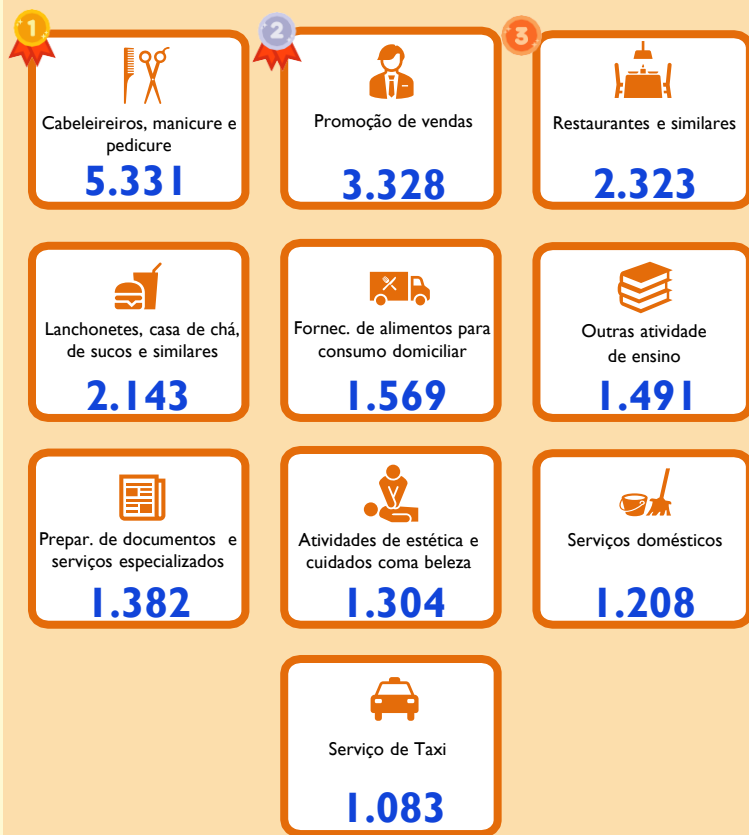 1
Cabeleireiros, manicure e
pedicure
5.331
2
Promoção de vendas
3.328
3
Restaurantes e similares
2.323
Lanchonetes, casa de chá,
de sucos e similares
2.143
Fornec. de alimentos para
consumo domiciliar
1.569
Outras atividade
de ensino
1.491
Prepar. de documentos e
serviços especializados
1.382
Atividades de estética e
cuidados coma beleza
1.304
Serviços domésticos
1.208
Serviço de Taxi
1.083